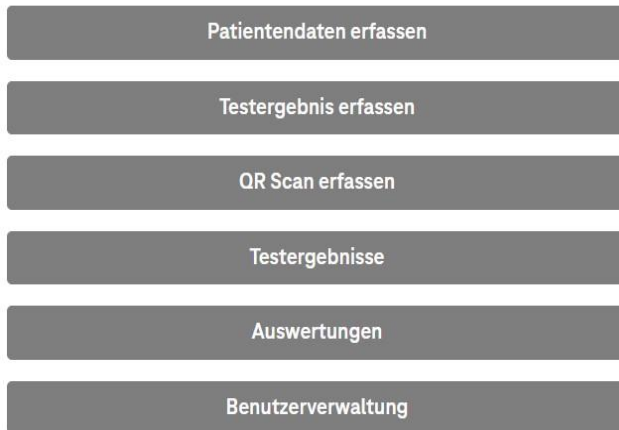 Patientendaten erfassen
Testergebnis erfassen
QR Scan erfassen
Testergebnisse
Auswertungen
Benutzerverwaltung